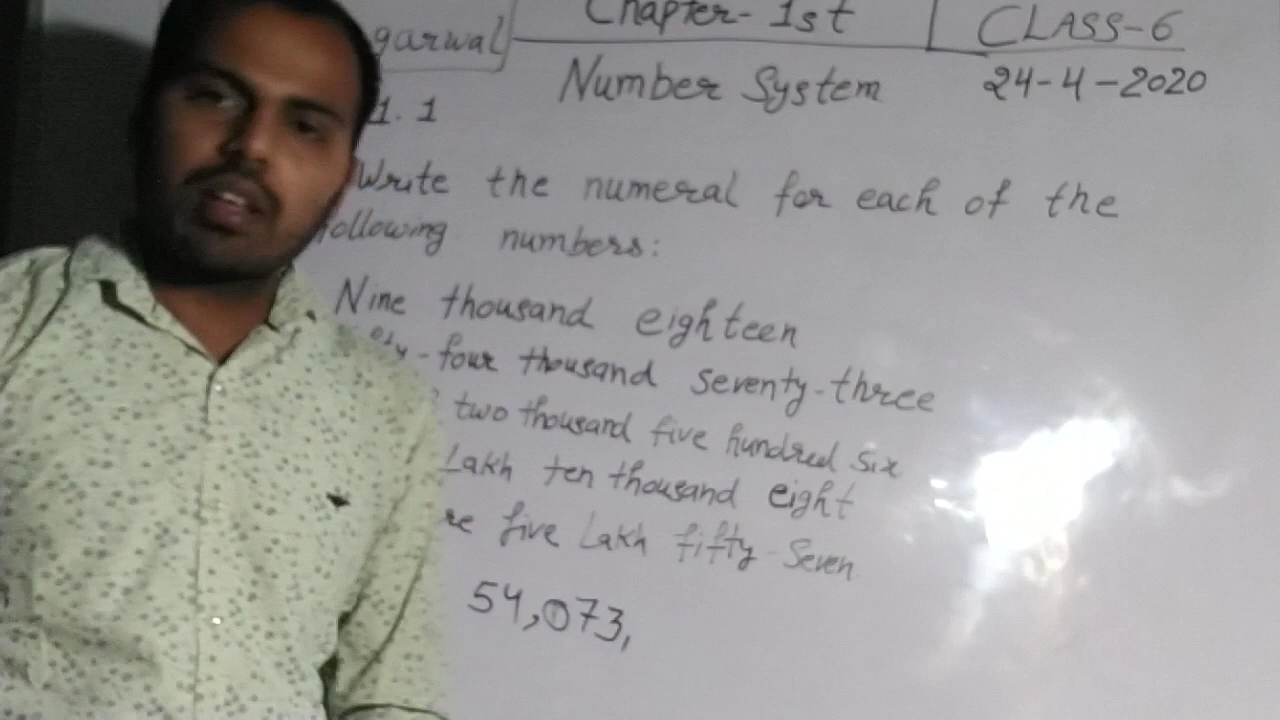 garwal Chapter-1st CLASS-6
Number System 24-4-2020
1.1
Write the numeral for each of the
following numbers:
Nine thousand eighteen
-four thousand seventy-three
two thousand five hundred six
Lakh ten thousand eight
re five Lakh fifty-Seven
54,073,